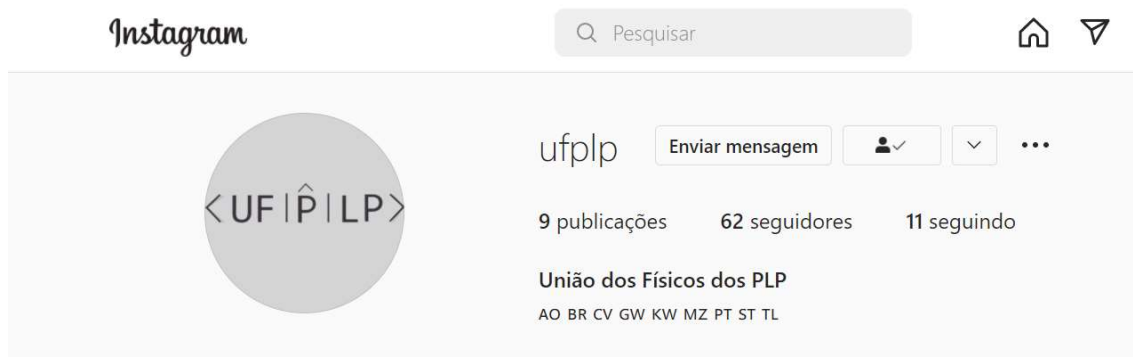 Instagram
Pesquisar
<UF|P̂|LP>
ufplp Enviar mensagem
9 publicações 62 seguidores 11 seguindo
União dos Físicos dos PLP
AO BR CV GW KW MZ PT ST TL